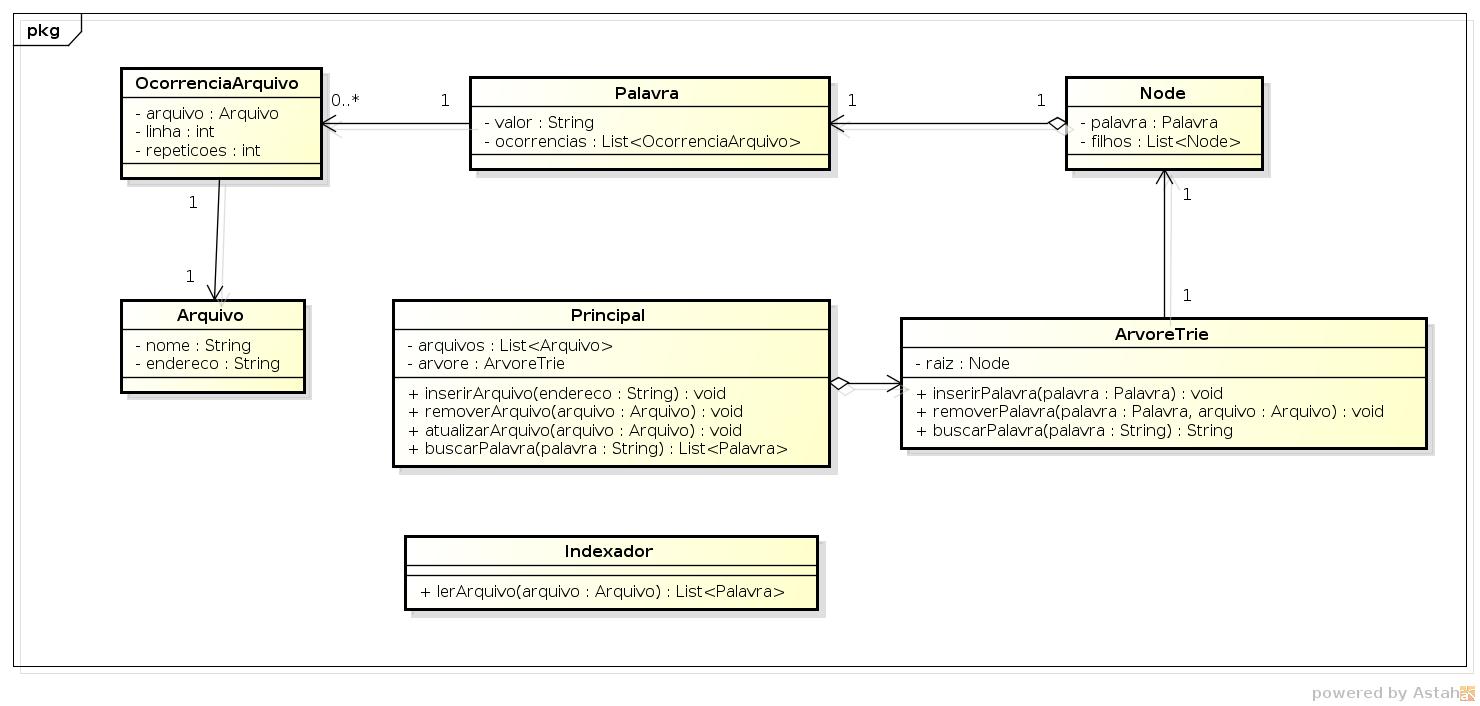 pkg
OcorrenciaArquivo
- arquivo : Arquivo
- linha : int
- repeticoes : int
0..*
1
Palavra
- valor : String
- ocorrencias : List<OcorrenciaArquivo>
1
1
Node
- palavra : Palavra
- filhos : List<Node>
1
1
1
1
Arquivo
- nome : String
- endereco : String
Principal
- arquivos : List<Arquivo>
- arvore : ArvoreTrie
+ inserirArquivo(endereco : String) : void
+ removerArquivo(arquivo : Arquivo) : void
+ atualizarArquivo(arquivo : Arquivo) : void
+ buscarPalavra(palavra : String) : List<Palavra>
ArvoreTrie
- raiz : Node
+ inserirPalavra(palavra : Palavra) : void
+ removerPalavra(palavra : Palavra, arquivo : Arquivo) : void
+ buscarPalavra(palavra : String) : String
Indexador
+ lerArquivo(arquivo : Arquivo) : List<Palavra>
powered by Astah